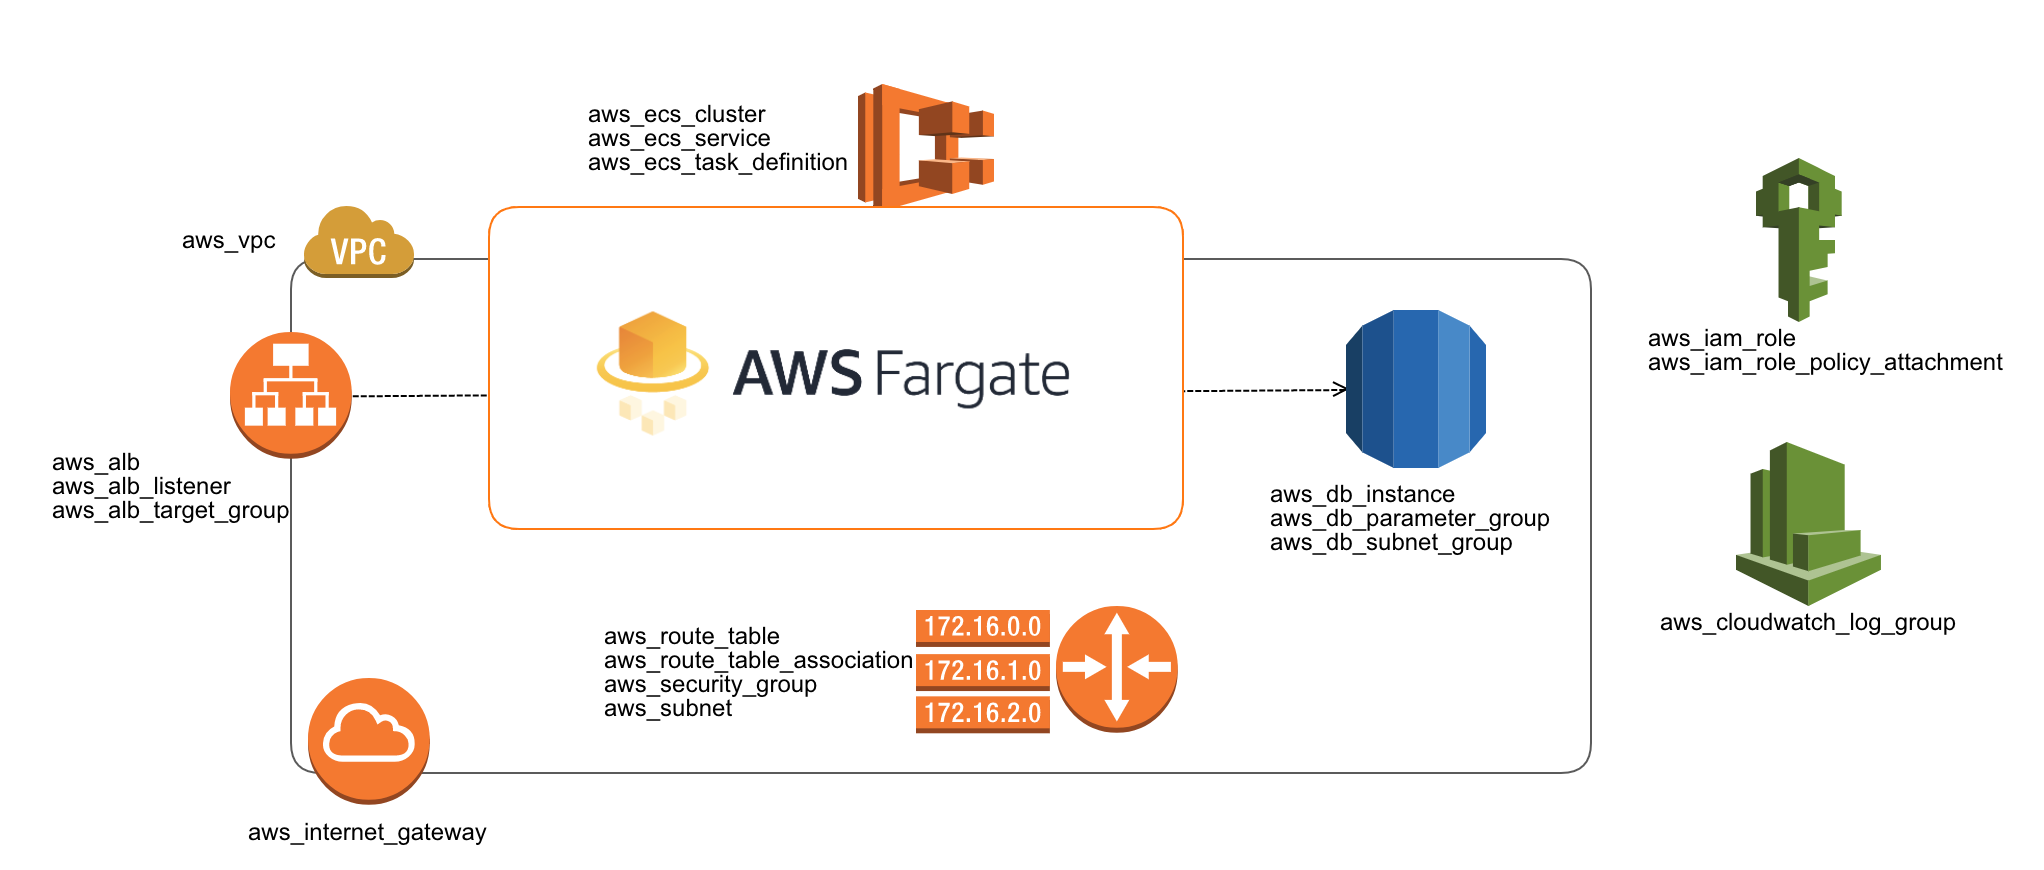 aws_ecs_cluster
aws_ecs_service
aws_ecs_task_definition
aws_vpc
VPC
AWS Fargate
aws_iam_role
aws_iam_role_policy_attachment
aws_alb
aws_alb_listener
aws_alb_target_group
aws_db_instance
aws_db_parameter_group
aws_db_subnet_group
aws_cloudwatch_log_group
aws_route_table
aws_route_table_association
aws_security_group
aws_subnet
172.16.0.0
172.16.1.0
172.16.2.0
aws_internet_gateway